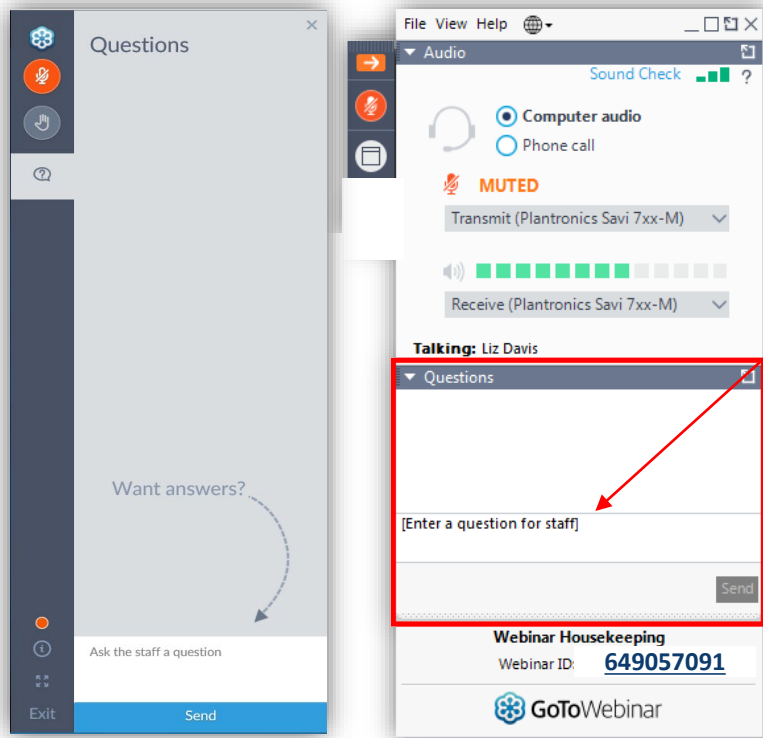 Questions
Want answers?
Ask the staff a question
Exit
Send
File View Help
Audio
Sound Check ?
Computer audio
Phone call
MUTED
Transmit (Plantronics Savi 7xx-M)
Receive (Plantronics Savi 7xx-M)
Talking: Liz Davis
Questions
[Enter a question for staff]
Send
Webinar Housekeeping
Webinar ID: 649057091
GoToWebinar